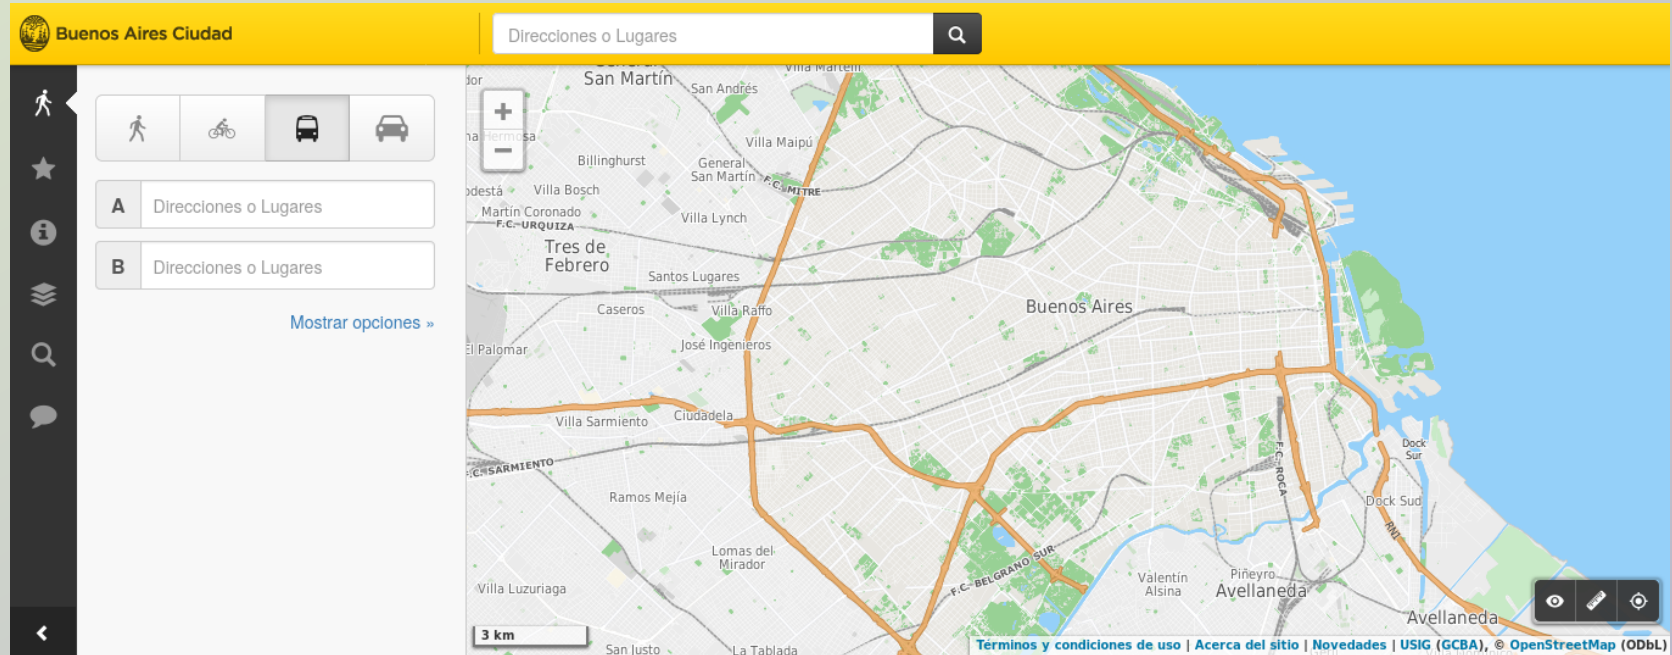 Buenos Aires Ciudad
Direcciones o Lugares
A
Direcciones o Lugares
B
Direcciones o Lugares
Mostrar opciones »
+
−
San Martín
San Andrés
Villa Martelli
Villa Maipú
Billinghurst
General
San Martín
F.C. MITRE
Villa Bosch
Martín Coronado
F.C. URQUIZA
Villa Lynch
Tres de
Febrero
Santos Lugares
Caseros
Villa Raffo
Buenos Aires
El Palomar
José Ingenieros
Villa Sarmiento
Ciudadela
F.C. SARMIENTO
Dock
Sur
F.C. ROCA
Ramos Mejía
Dock Sud
RN1
Lomas del
Mirador
F.C. BELGRANO SUR
Villa Luzuriaga
Valentín
Alsina
Piñeyro
Avellaneda
Avellaneda
3 km
San Justo
La Tablada
Términos y condiciones de uso | Acerca del sitio | Novedades | USIG (GCBA), © OpenStreetMap (ODbL)